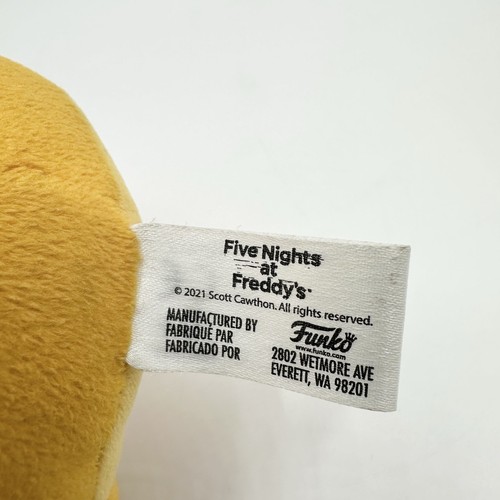 Five Nights
at
Freddy's
© 2021 Scott Cawthon. All rights reserved.
MANUFACTURED BY
FABRIQUÉ PAR
FABRICADO POR
Funko
www.funko.com
2802 WETMORE AVE
EVERETT, WA 98201